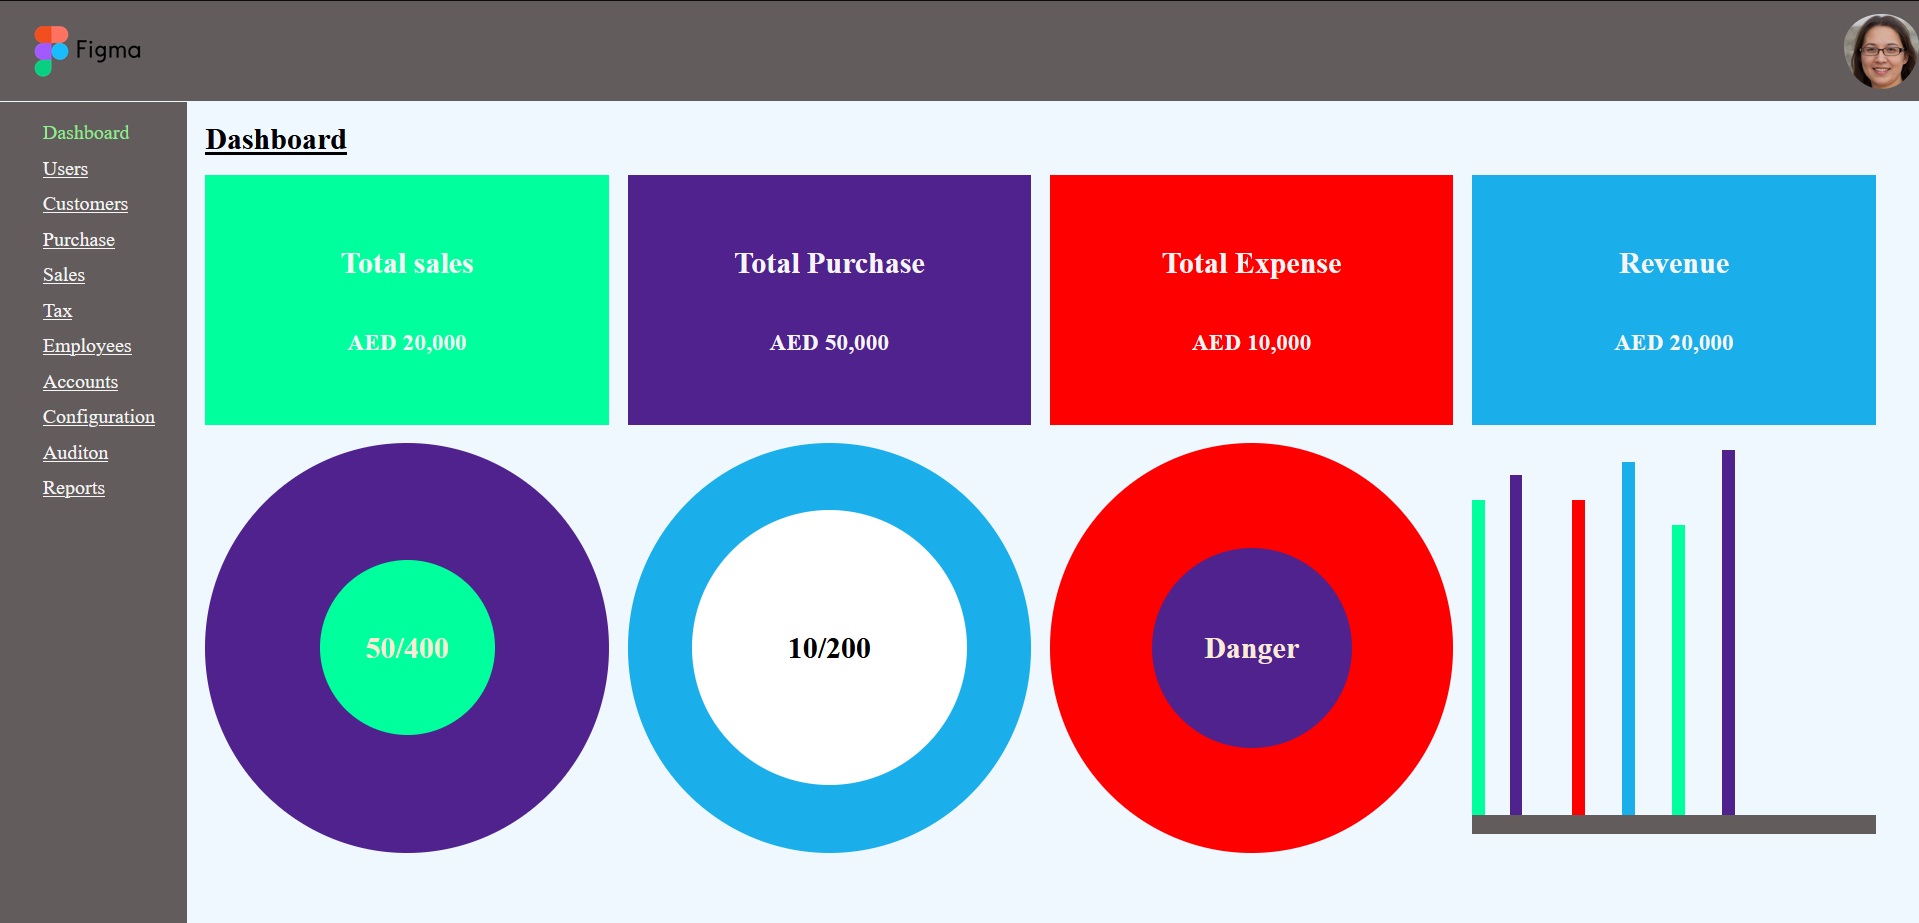 Figma
Dashboard
Users
Customers
Purchase
Sales
Tax
Employees
Accounts
Configuration
Auditon
Reports
Dashboard
Total sales
AED 20,000
Total Purchase
AED 50,000
Total Expense
AED 10,000
Revenue
AED 20,000
50/400
10/200
Danger